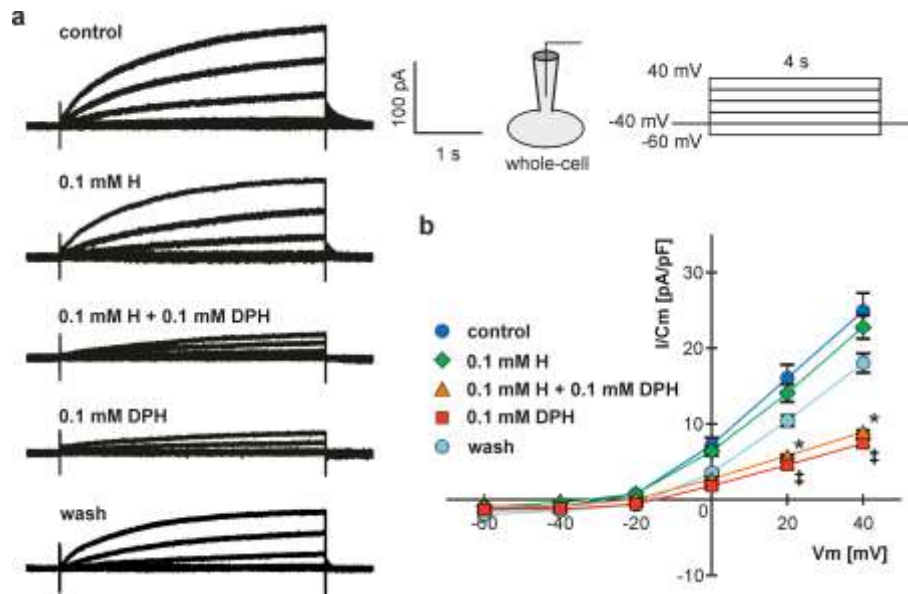 a
control
100 pA
1 s
whole-cell
4 s
40 mV
-40 mV
-60 mV
0.1 mM H
0.1 mM H + 0.1 mM DPH
0.1 mM DPH
wash
b
I/Cm [pA/pF]
30
20
10
0
-10
-60
-40
-20
20
40
Vm [mV]
control
0.1 mM H
0.1 mM H + 0.1 mM DPH
0.1 mM DPH
wash
*
‡
*
‡